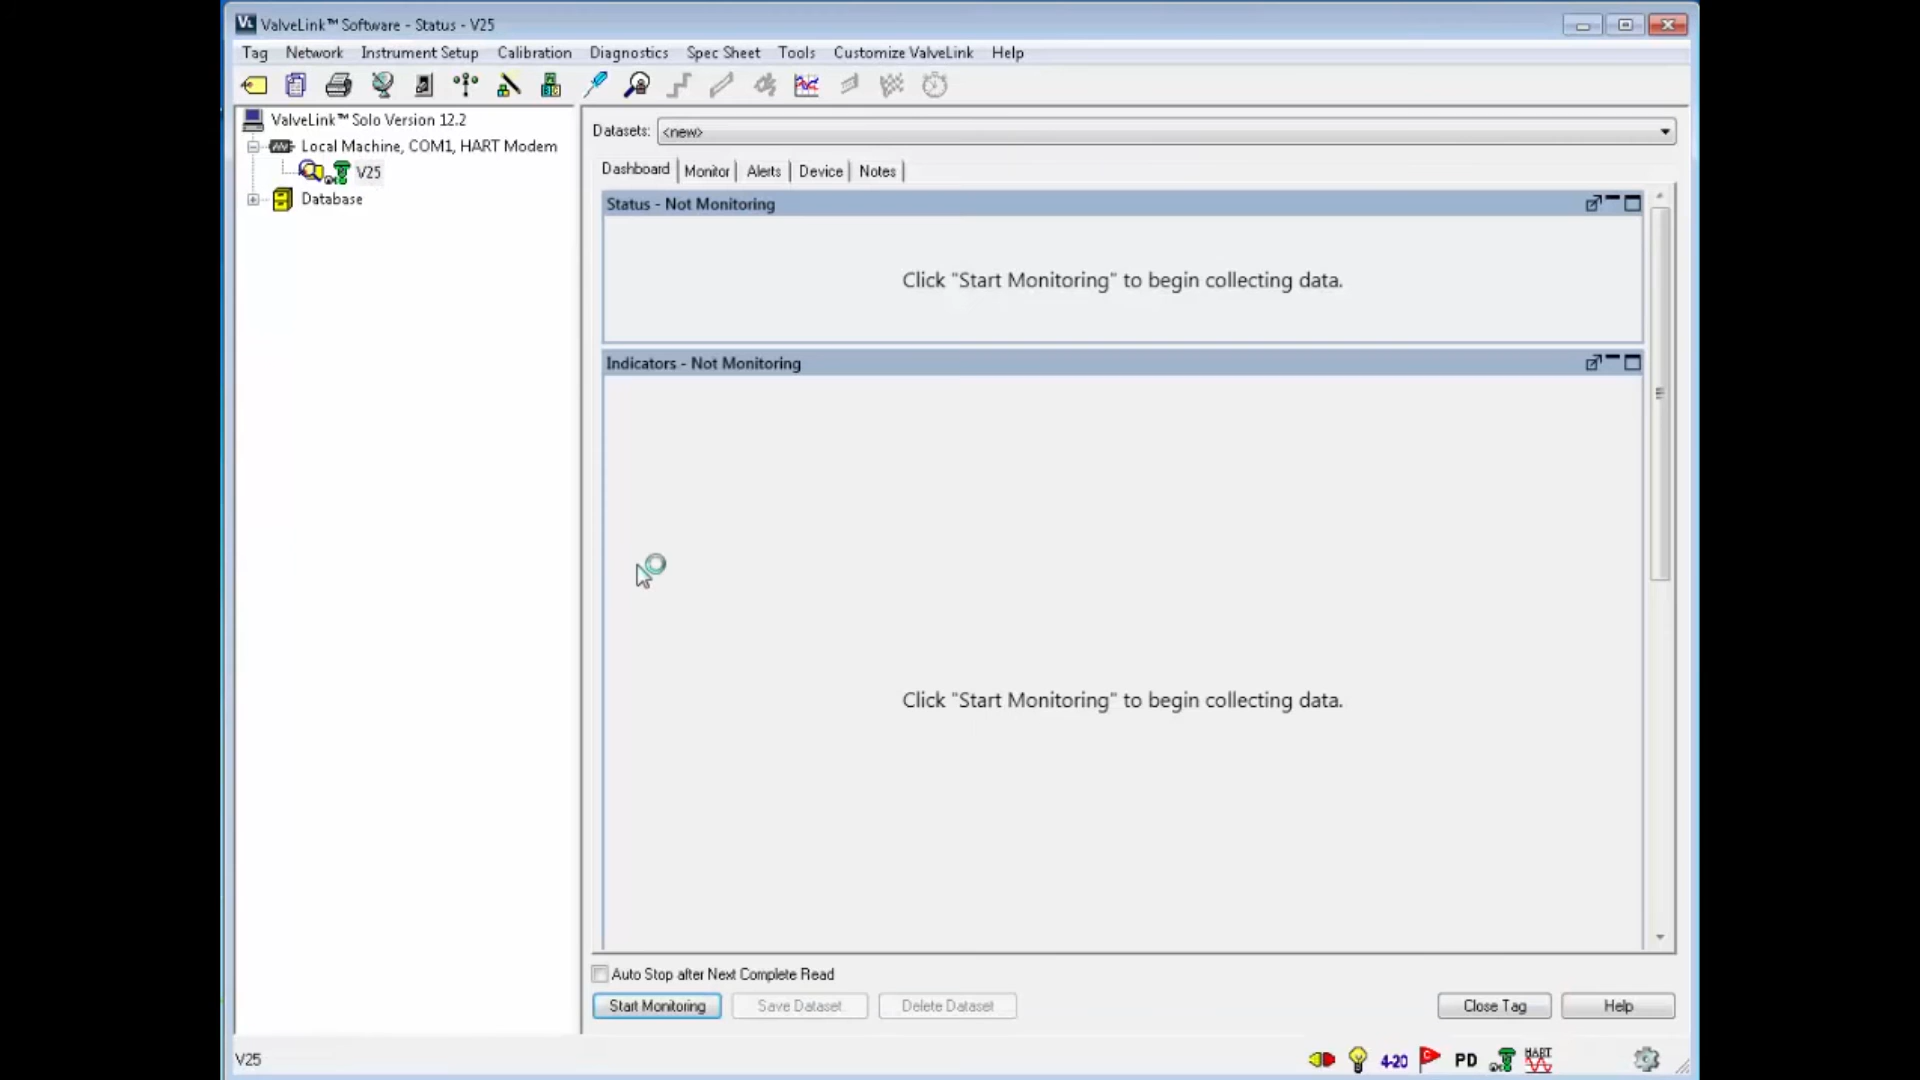 VL ValveLink™ Software - Status - V25
Tag Network Instrument Setup Calibration Diagnostics Spec Sheet Tools Customize ValveLink Help
ValveLink™ Solo Version 12.2
Local Machine, COM1, HART Modem
V25
Database
Datasets: <new>
Dashboard Monitor Alerts Device Notes
Status - Not Monitoring
Click "Start Monitoring" to begin collecting data.
Indicators - Not Monitoring
Click "Start Monitoring" to begin collecting data.
Auto Stop after Next Complete Read
Start Monitoring Save Dataset Delete Dataset Close Tag Help
V25 4-20 PD HART